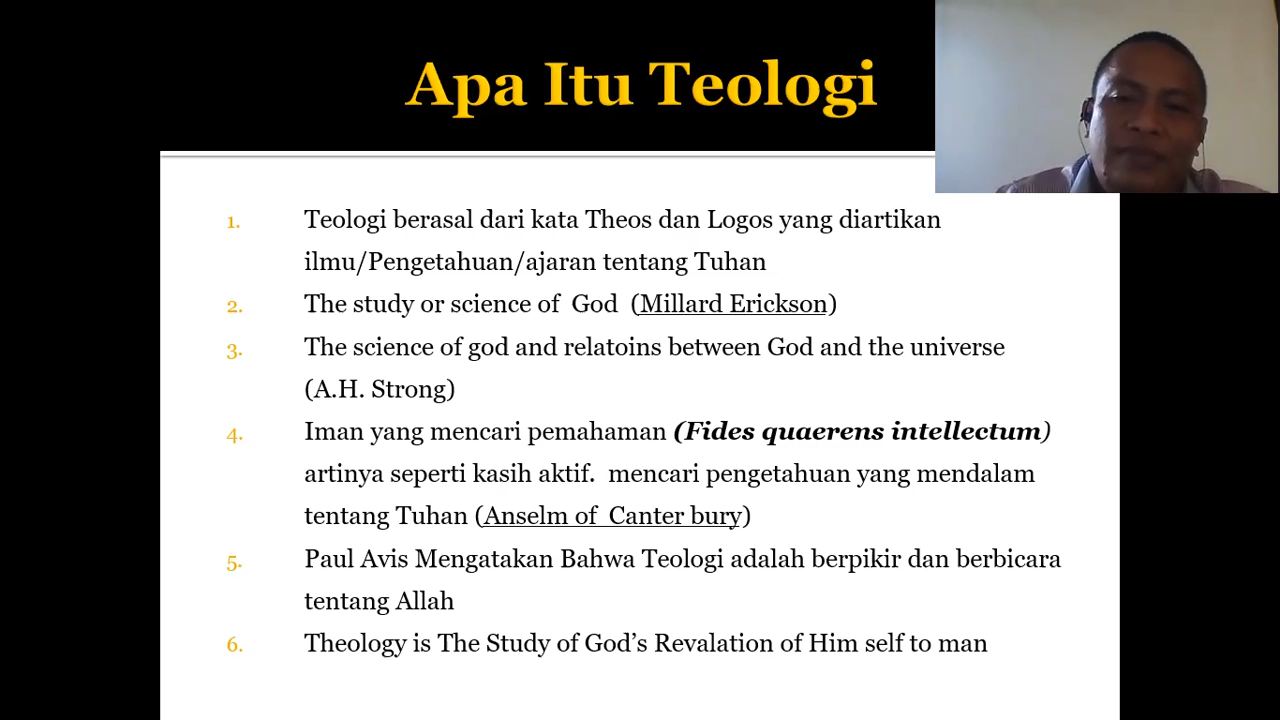 Apa Itu Teologi
1. Teologi berasal dari kata Theos dan Logos yang diartikan
ilmu/Pengetahuan/ajaran tentang Tuhan
2. The study or science of God (Millard Erickson)
3. The science of god and relatoins between God and the universe
(A.H. Strong)
4. Iman yang mencari pemahaman (Fides quaerens intellectum)
artinya seperti kasih aktif. mencari pengetahuan yang mendalam
tentang Tuhan (Anselm of Canter bury)
5. Paul Avis Mengatakan Bahwa Teologi adalah berpikir dan berbicara
tentang Allah
6. Theology is The Study of God’s Revalation of Him self to man